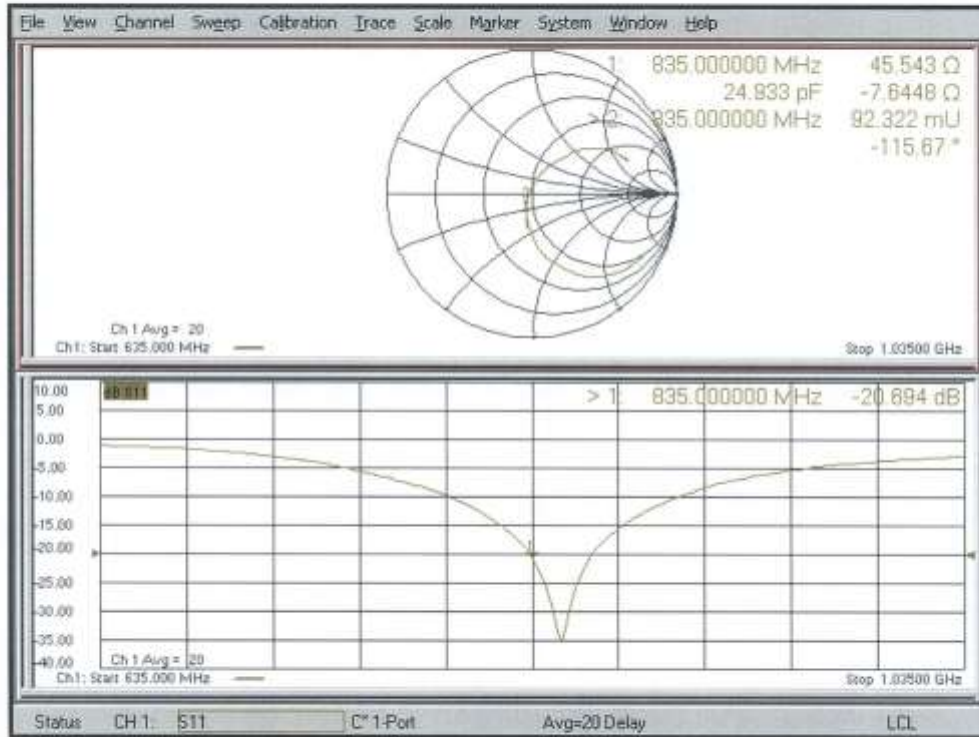 File View Channel Sweep Calibration Trace Scale Marker System Window Help
1: 835.000000 MHz 45.543 Ω
24.933 pF -7.6448 Ω
> 2: 835.000000 MHz 92.322 mU
-115.67 °
Ch 1 Avg = 20
Ch1: Start 635.000 MHz
Stop 1.03500 GHz
10.00
dB S11
> 1: 835.000000 MHz -20.694 dB
5.00
0.00
-5.00
-10.00
-15.00
-20.00
-25.00
-30.00
-35.00
-40.00
Ch 1 Avg = 20
Ch1: Start 635.000 MHz
Stop 1.03500 GHz
Status CH 1: S11 C* 1-Port Avg=20 Delay LCL